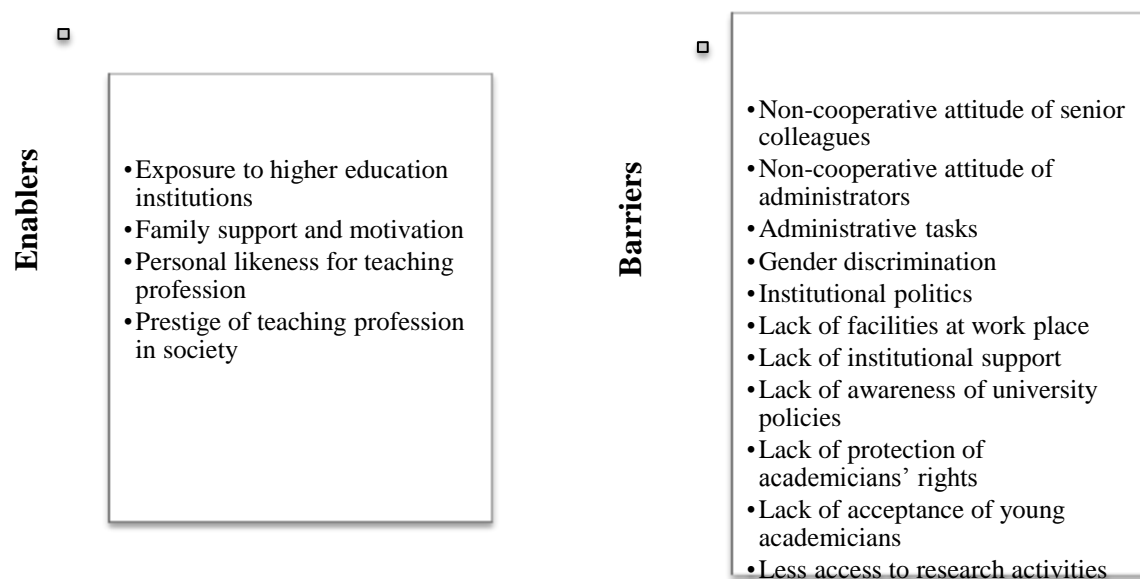 Enablers
•Exposure to higher education
institutions
•Family support and motivation
•Personal likeness for teaching
profession
•Prestige of teaching profession
in society
Barriers
•Non-cooperative attitude of senior
colleagues
•Non-cooperative attitude of
administrators
•Administrative tasks
•Gender discrimination
•Institutional politics
•Lack of facilities at work place
•Lack of institutional support
•Lack of awareness of university
policies
•Lack of protection of
academicians’ rights
•Lack of acceptance of young
academicians
•Less access to research activities